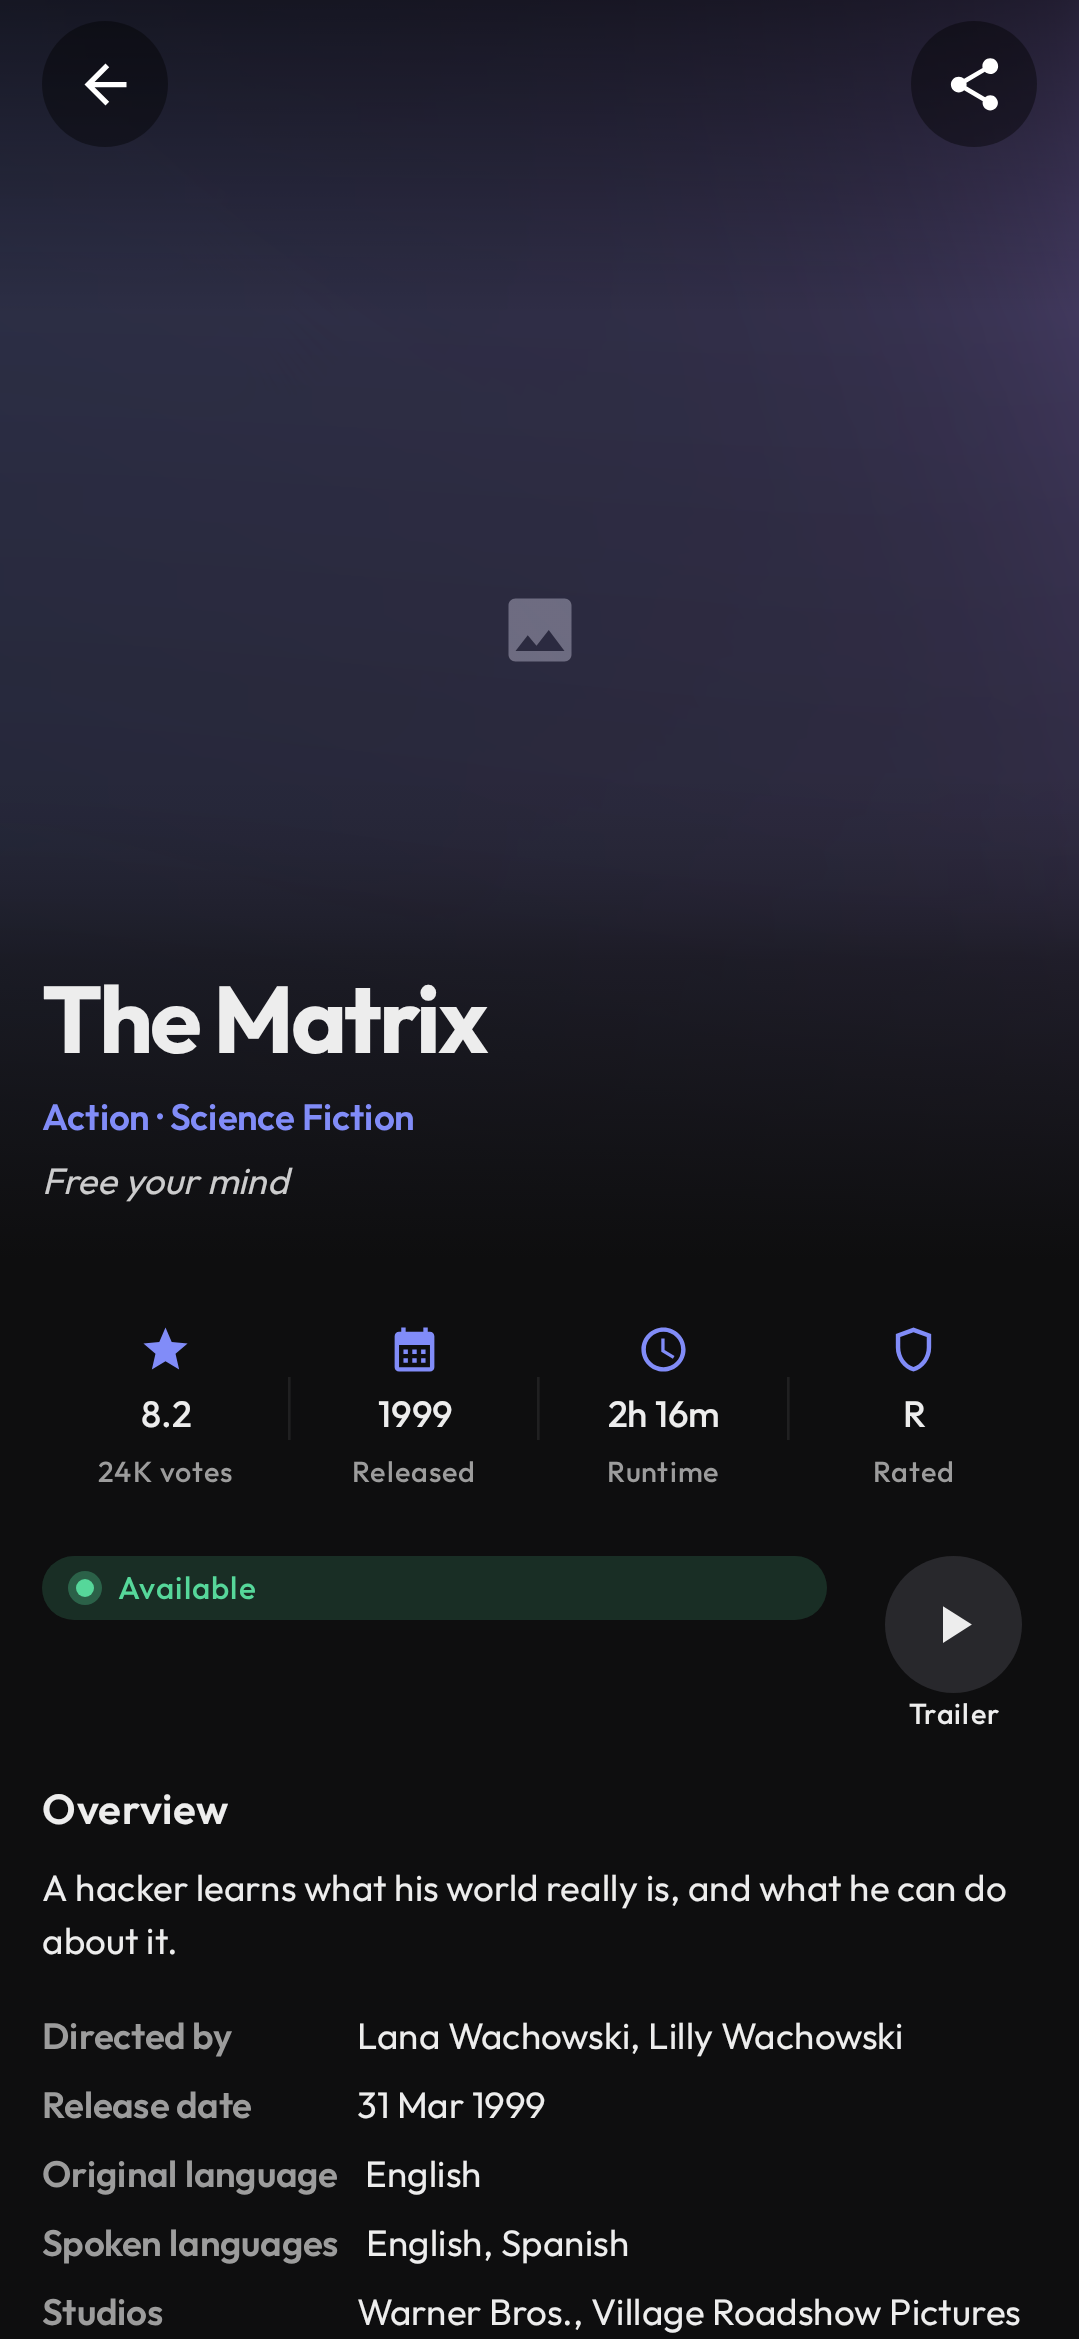 The Matrix
Action · Science Fiction
Free your mind
8.2
24K votes
1999
Released
2h 16m
Runtime
R
Rated
Available
Trailer
Overview
A hacker learns what his world really is, and what he can do
about it.
Directed by Lana Wachowski, Lilly Wachowski
Release date 31 Mar 1999
Original language English
Spoken languages English, Spanish
Studios Warner Bros., Village Roadshow Pictures